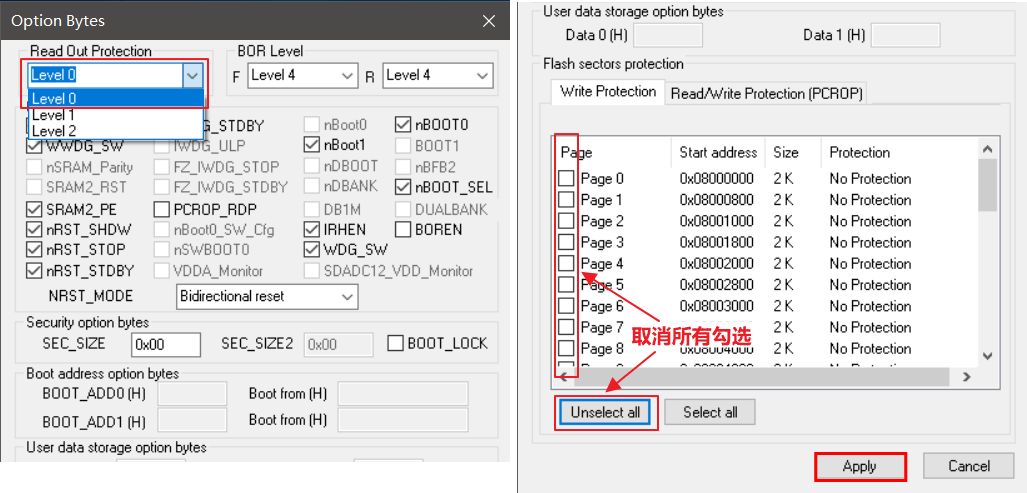 Option Bytes
Read Out Protection
BOR Level
Level 0
F Level 4 R Level 4
Level 0
Level 1
Level 2
G_STDBY nBoot0 nBOOT0
WWDG_SW IWDG_ULP nBoot1 BOOT1
nSRAM_Parity FZ_IWDG_STOP nDBOOT nBFB2
SRAM2_RST FZ_IWDG_STDBY nDBANK nBOOT_SEL
SRAM2_PE PCROP_RDP DB1M DUALBANK
nRST_SHDW nBoot0_SW_Cfg IRHEN BOREN
nRST_STOP nSWBOOT0 WDG_SW
nRST_STDBY VDDA_Monitor SDADC12_VDD_Monitor
NRST_MODE Bidirectional reset
Security option bytes
SEC_SIZE 0x00 SEC_SIZE2 0x00 BOOT_LOCK
Boot address option bytes
BOOT_ADD0 (H) Boot from (H)
BOOT_ADD1 (H) Boot from (H)
User data storage option bytes
User data storage option bytes
Data 0 (H) Data 1 (H)
Flash sectors protection
Write Protection Read/Write Protection (PCROP)
Page Start address Size Protection
Page 0 0x08000000 2 K No Protection
Page 1 0x08000800 2 K No Protection
Page 2 0x08001000 2 K No Protection
Page 3 0x08001800 2 K No Protection
Page 4 0x08002000 2 K No Protection
Page 5 0x08002800 2 K No Protection
Page 6 0x08003000 2 K No Protection
Page 7 2 K No Protection
取消所有勾选
Page 8 0x08004000 2 K No Protection
Unselect all Select all
Apply Cancel